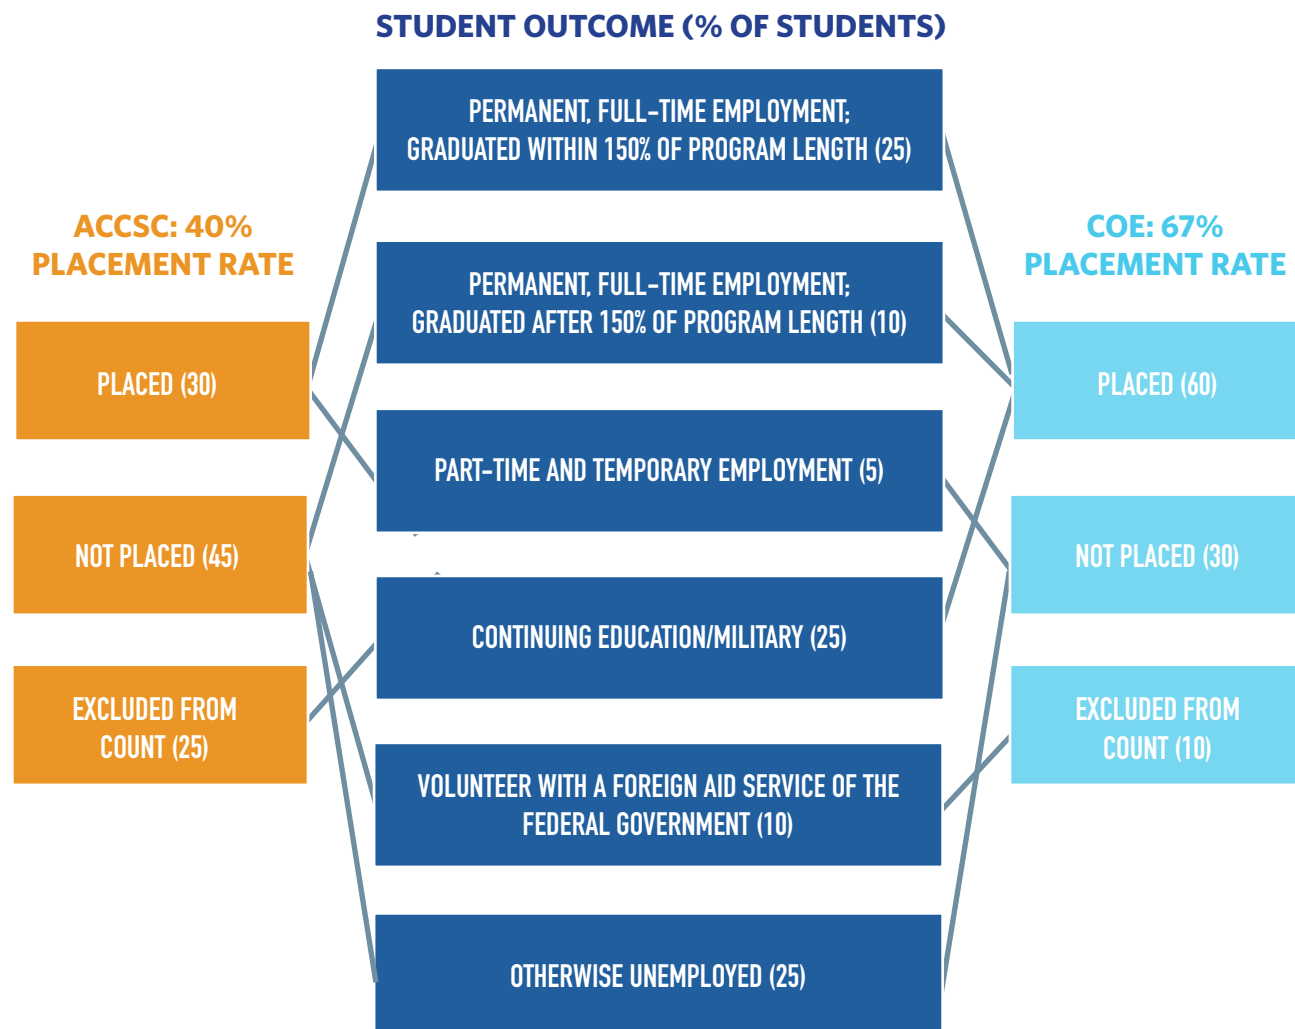 STUDENT OUTCOME (% OF STUDENTS)
ACCSC: 40%
PLACEMENT RATE
PLACED (30)
NOT PLACED (45)
EXCLUDED FROM
COUNT (25)
PERMANENT, FULL-TIME EMPLOYMENT;
GRADUATED WITHIN 150% OF PROGRAM LENGTH (25)
PERMANENT, FULL-TIME EMPLOYMENT;
GRADUATED AFTER 150% OF PROGRAM LENGTH (10)
PART-TIME AND TEMPORARY EMPLOYMENT (5)
CONTINUING EDUCATION/MILITARY (25)
VOLUNTEER WITH A FOREIGN AID SERVICE OF THE
FEDERAL GOVERNMENT (10)
OTHERWISE UNEMPLOYED (25)
COE: 67%
PLACEMENT RATE
PLACED (60)
NOT PLACED (30)
EXCLUDED FROM
COUNT (10)